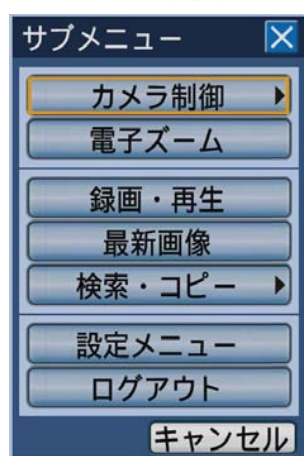 サブメニュー
カメラ制御
電子ズーム
録画・再生
最新画像
検索・コピー
設定メニュー
ログアウト
キャンセル